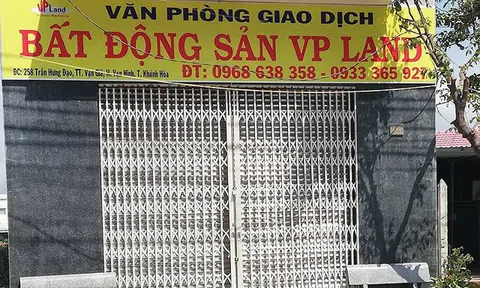 VP Land
VĂN PHÒNG GIAO DỊCH
BẤT ĐỘNG SẢN VP LAND
ĐC: 258 Trần Hưng Đạo, TT. Vạn Giã, H. Vạn Ninh, T. Khánh Hòa
ĐT: 0968 638 358 - 0933 365 927